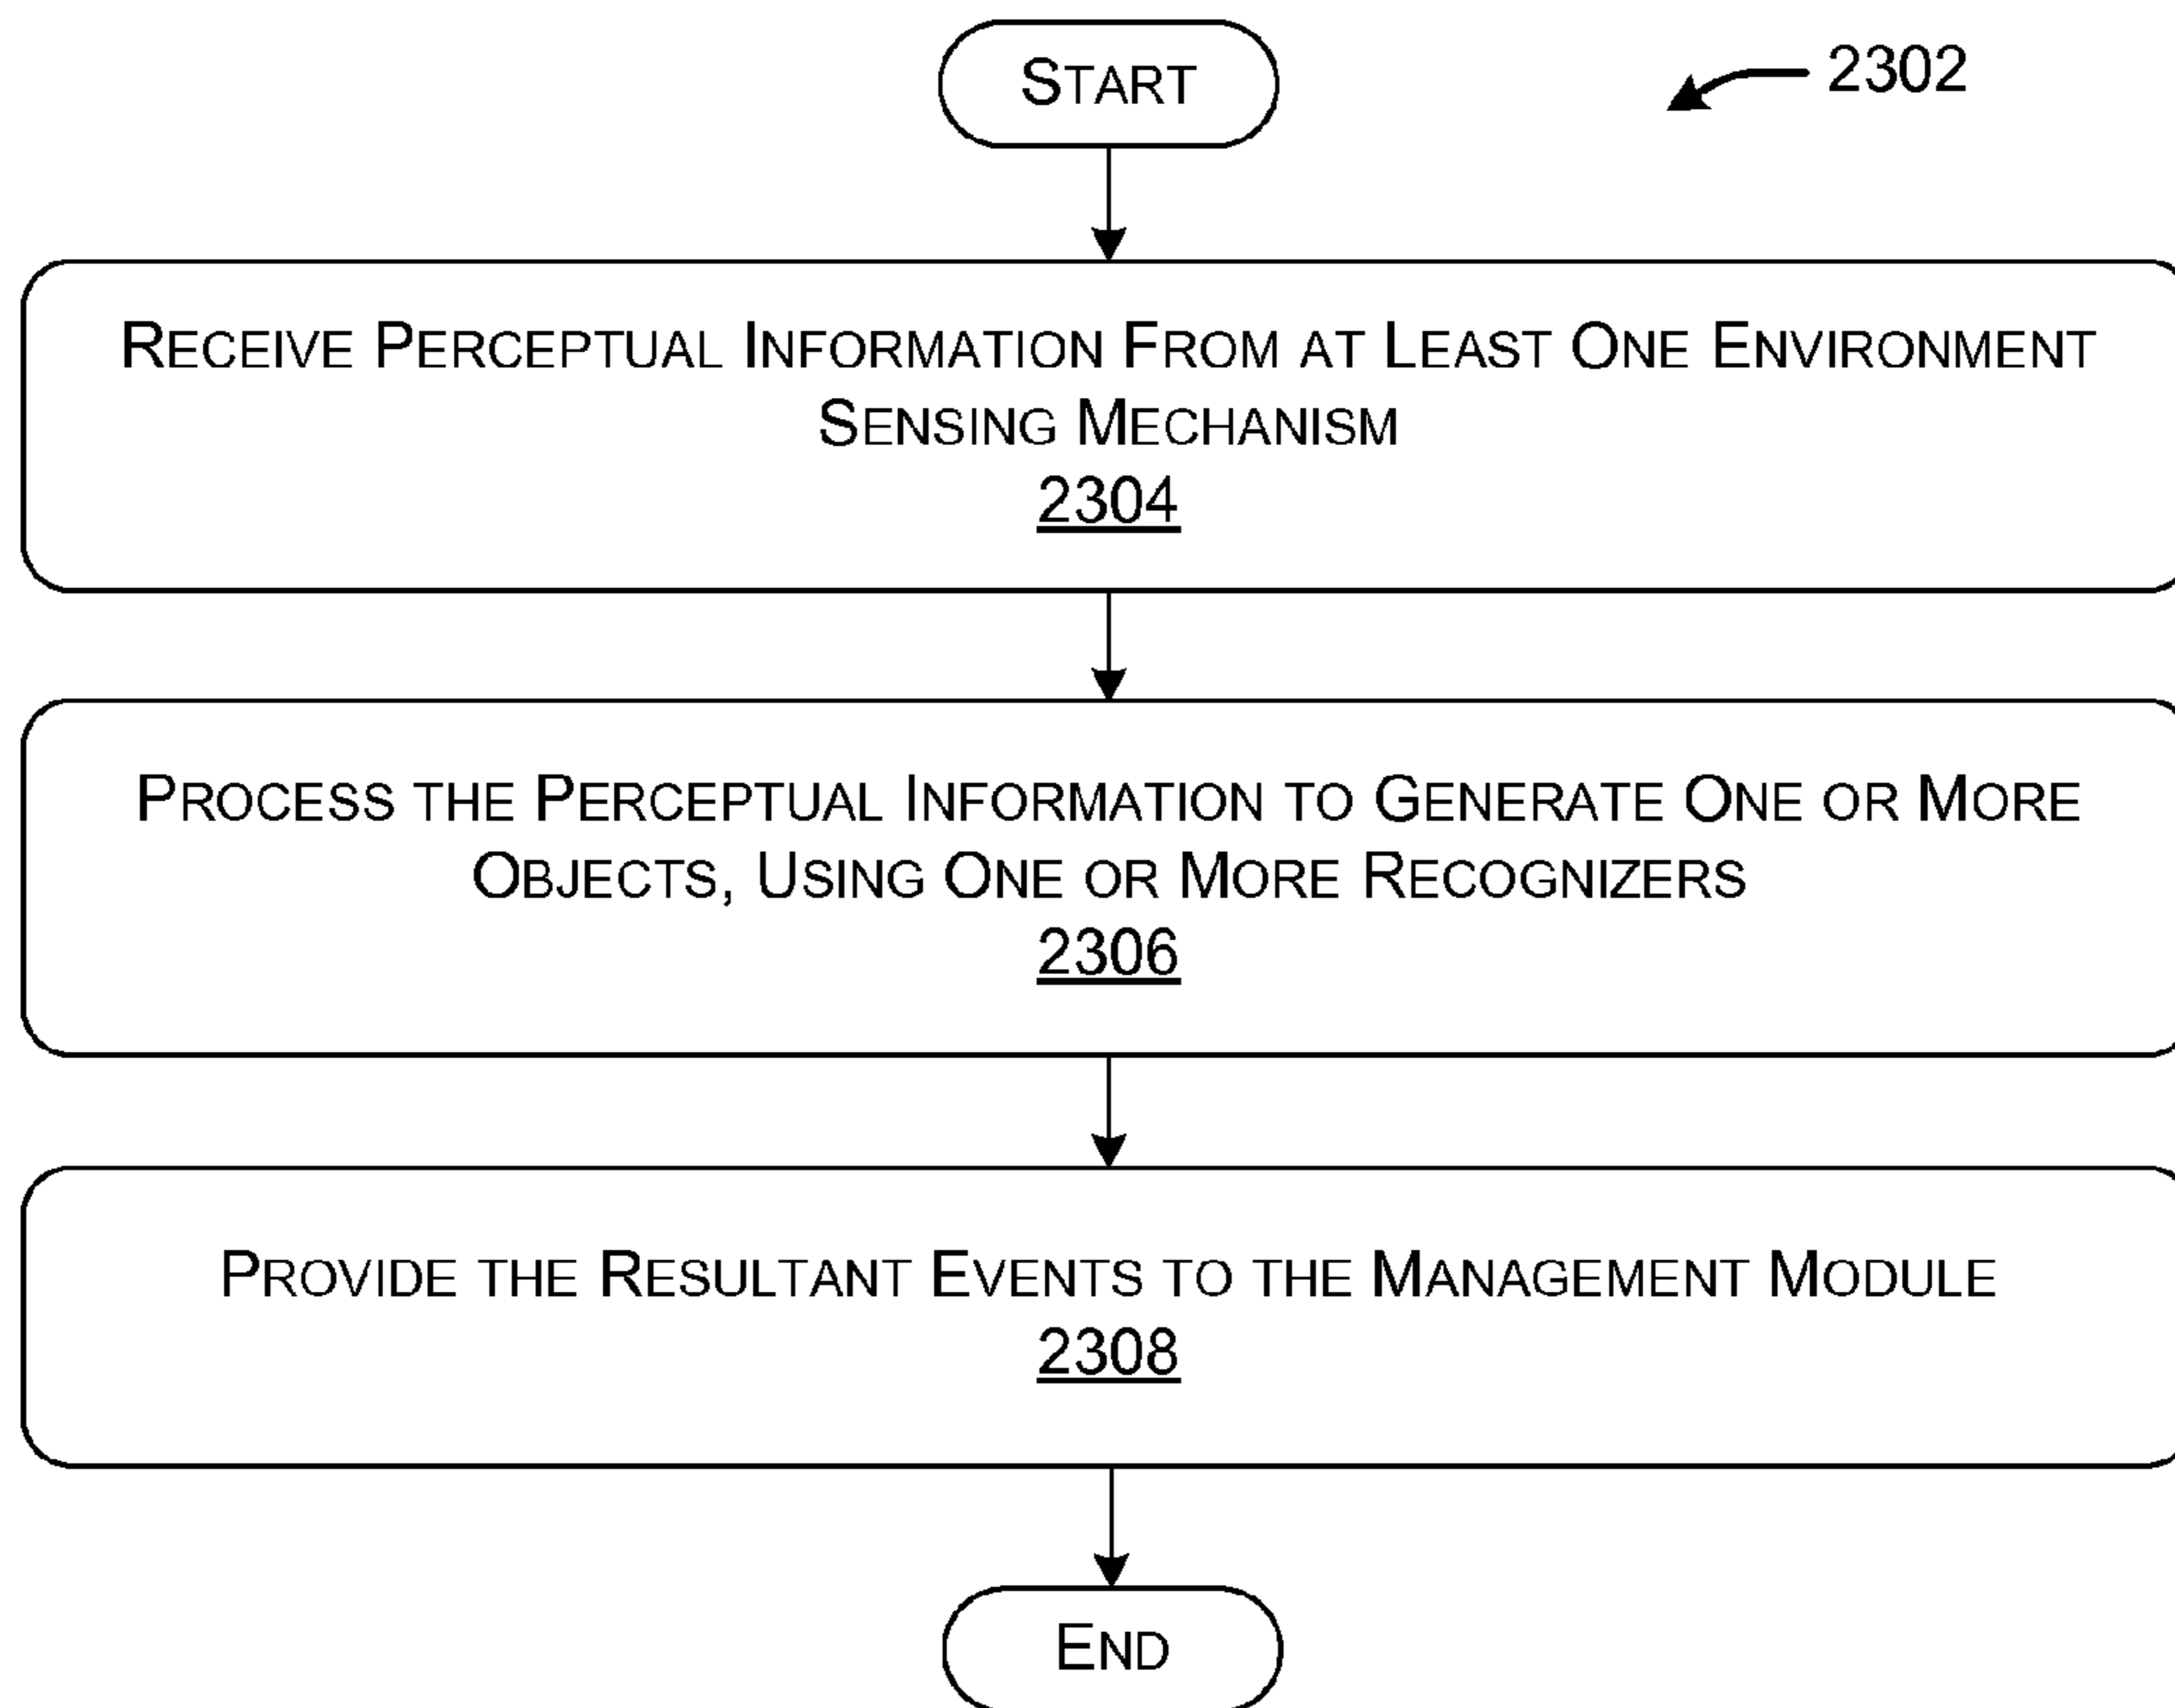 START
2302
RECEIVE PERCEPTUAL INFORMATION FROM AT LEAST ONE ENVIRONMENT
SENSING MECHANISM
2304
PROCESS THE PERCEPTUAL INFORMATION TO GENERATE ONE OR MORE
OBJECTS, USING ONE OR MORE RECOGNIZERS
2306
PROVIDE THE RESULTANT EVENTS TO THE MANAGEMENT MODULE
2308
END